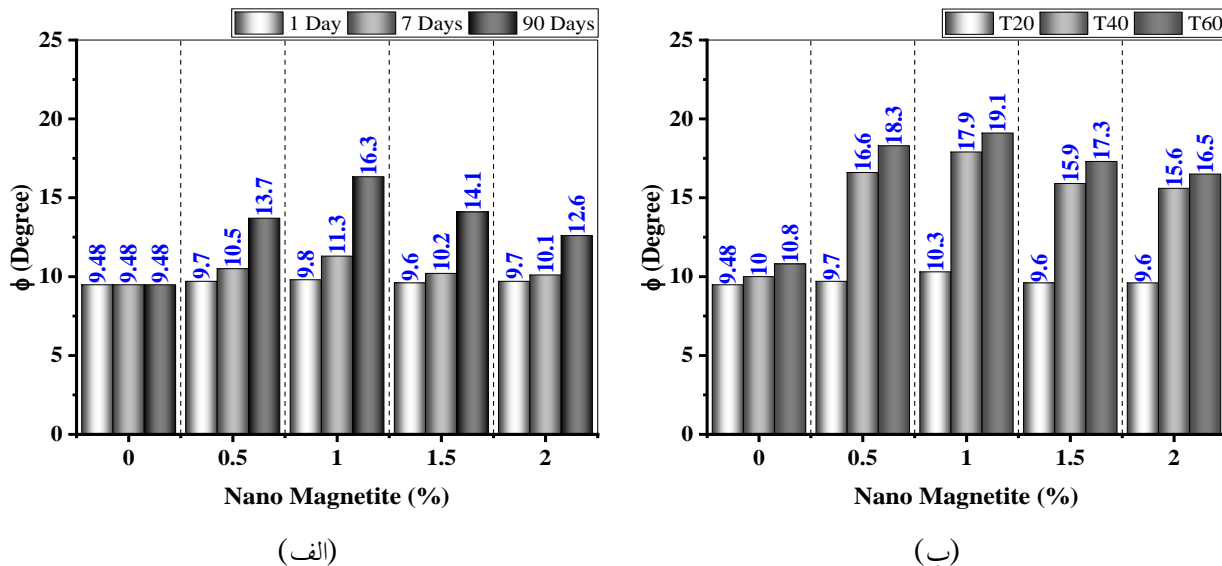 1 Day 7 Days 90 Days
25
20
15
10
5
0
ϕ (Degree)
9.48 9.48 9.48 9.7 10.5 13.7 9.8 11.3 16.3 9.6 10.2 14.1 9.7 10.1 12.6
0 0.5 1 1.5 2
Nano Magnetite (%)
(الف)
T20 T40 T60
25
20
15
10
5
0
ϕ (Degree)
9.48 10 10.8 9.7 16.6 18.3 10.3 17.9 19.1 9.6 15.9 17.3 9.6 15.6 16.5
0 0.5 1 1.5 2
Nano Magnetite (%)
(ب)